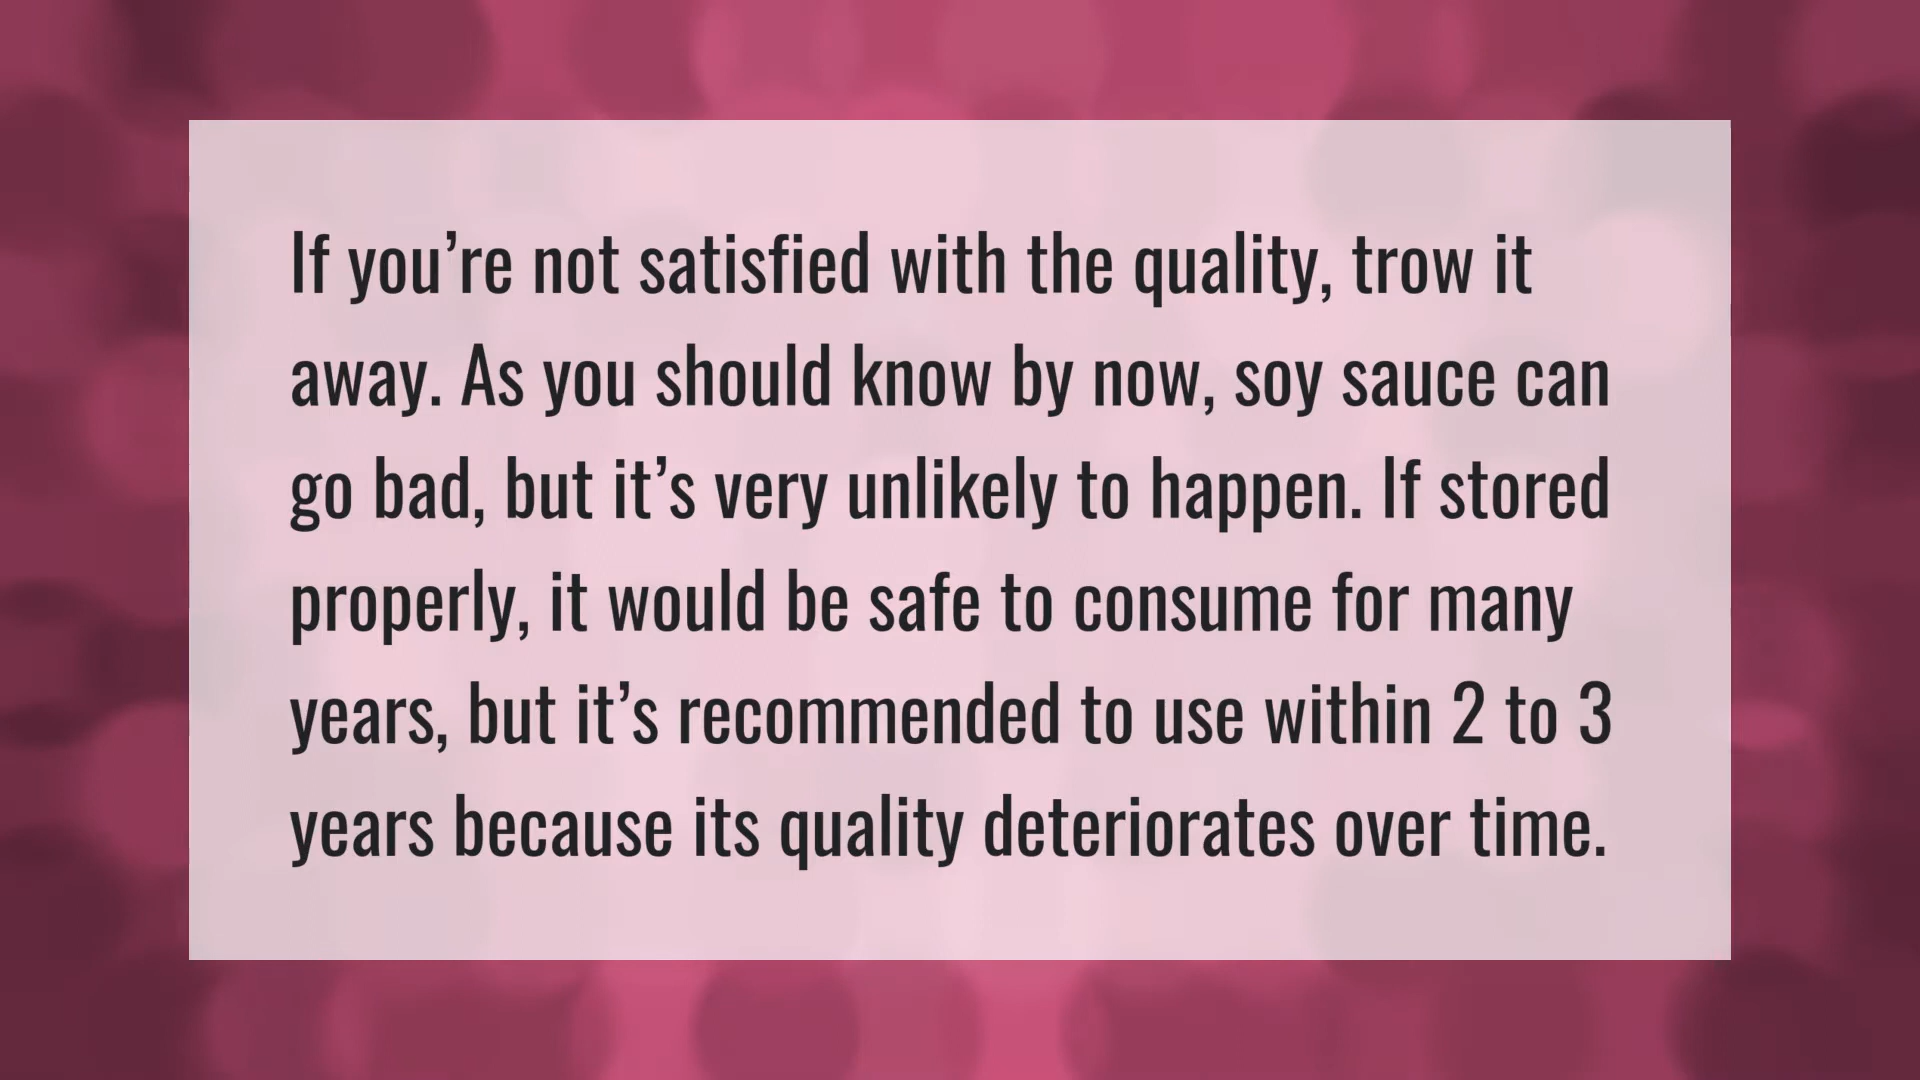 If you’re not satisfied with the quality, trow it
away. As you should know by now, soy sauce can
go bad, but it’s very unlikely to happen. If stored
properly, it would be safe to consume for many
years, but it’s recommended to use within 2 to 3
years because its quality deteriorates over time.